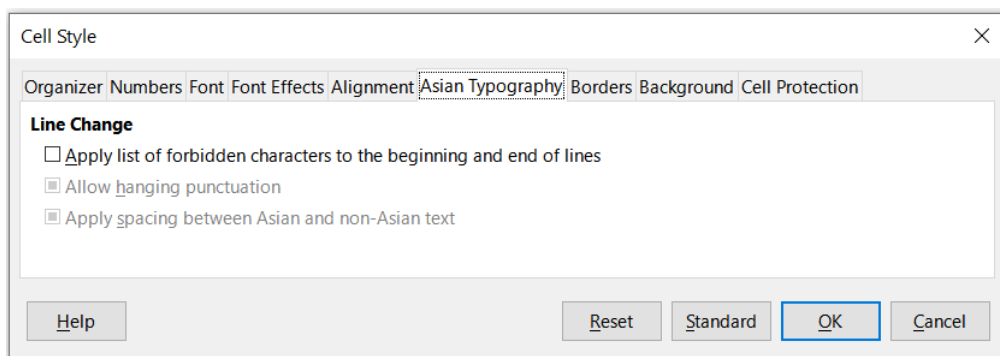 Cell Style
Organizer Numbers Font Font Effects Alignment Asian Typography Borders Background Cell Protection
Line Change
Apply list of forbidden characters to the beginning and end of lines
Allow hanging punctuation
Apply spacing between Asian and non-Asian text
Help Reset Standard OK Cancel